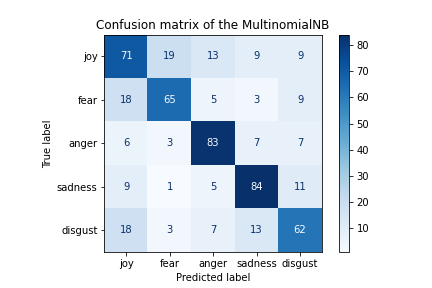 Confusion matrix of the MultinomialNB
joy 71 19 13 9 9
fear 18 65 5 3 9
anger 6 3 83 7 7
sadness 9 1 5 84 11
disgust 18 3 7 13 62
joy fear anger sadness disgust
Predicted label
True label
80
70
60
50
40
30
20
10